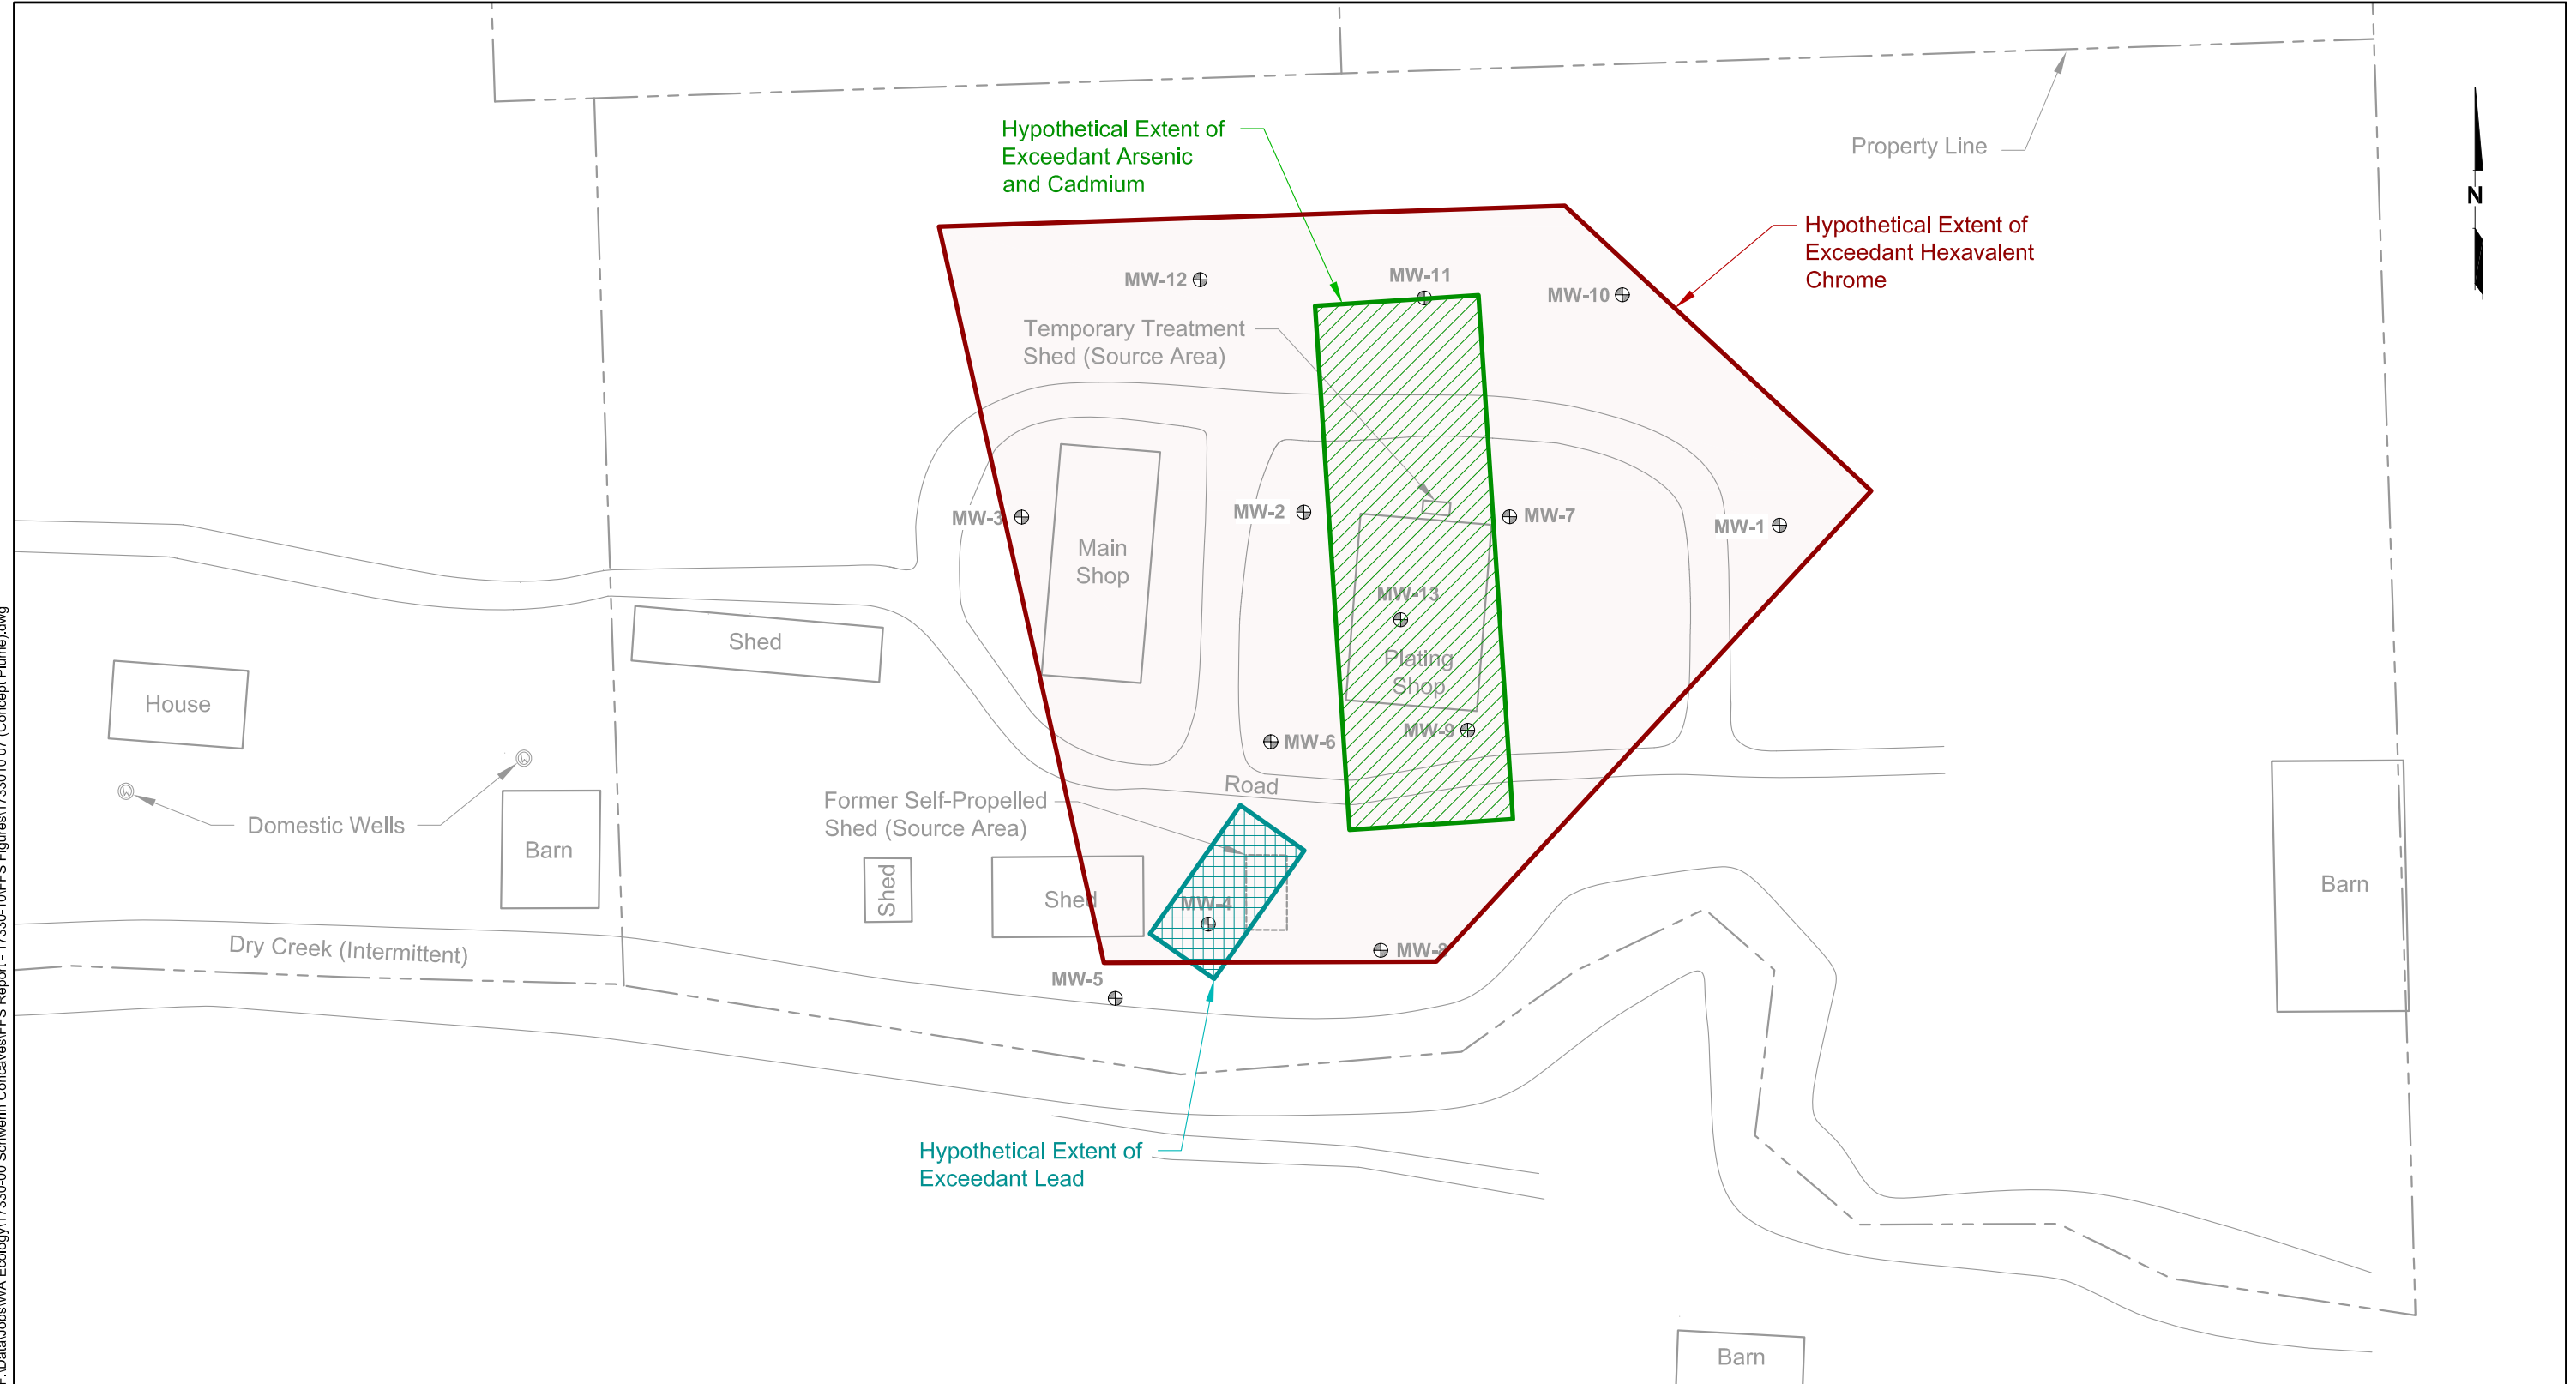 Hypothetical Extent of
Exceedant Arsenic
and Cadmium
Property Line
N
Hypothetical Extent of
Exceedant Hexavalent
Chrome
MW-12
MW-11
MW-10
Temporary Treatment
Shed (Source Area)
MW-3
MW-2
MW-7
MW-1
Main
Shop
MW-13
Plating
Shop
Shed
House
MW-9
MW-6
Road
Domestic Wells
W
W
Former Self-Propelled
Shed (Source Area)
Barn
Shed
Shed
MW-4
Barn
Dry Creek (Intermittent)
MW-8
MW-5
Hypothetical Extent of
Exceedant Lead
Barn